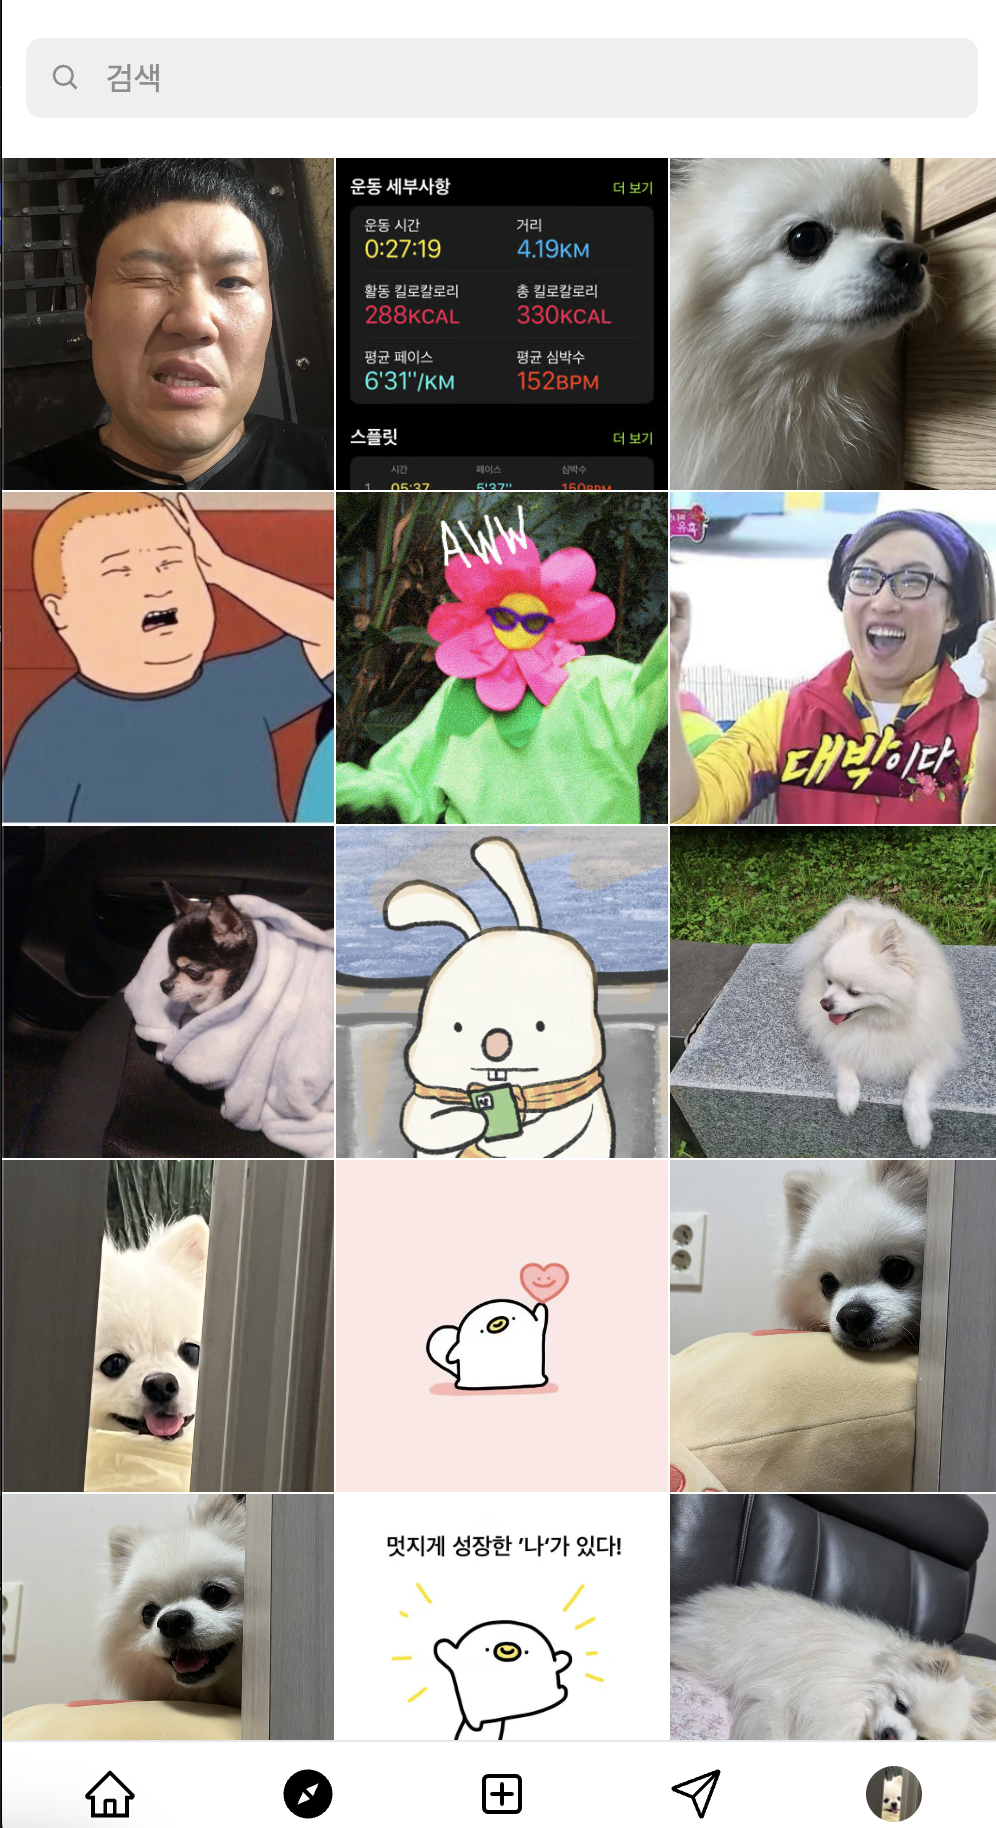 검색
운동 세부사항 더 보기
운동 시간 거리
0:27:19 4.19KM
활동 킬로칼로리 총 킬로칼로리
288KCAL 330KCAL
평균 페이스 평균 심박수
6'31"/KM 152BPM
스플릿 더 보기
시간 페이스 심박수
1 05:37 5'37" 150BPM
AWW
유혹
대박이다
멋지게 성장한 '나'가 있다!